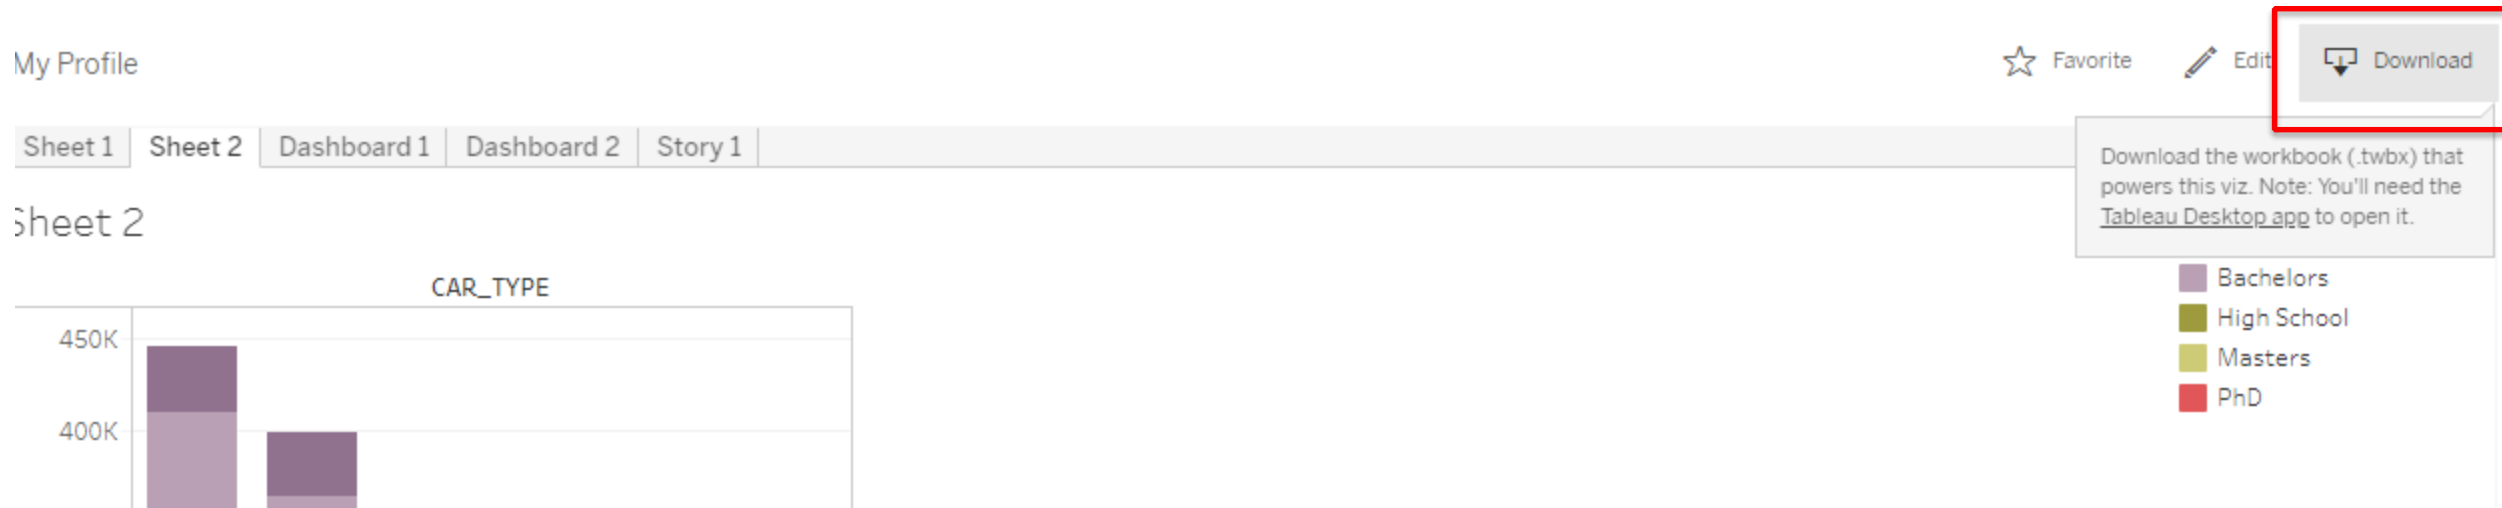 My Profile
Favorite
Edit
Download
Sheet 1
Sheet 2
Dashboard 1
Dashboard 2
Story 1
Download the workbook (.twbx) that
powers this viz. Note: You'll need the
Tableau Desktop app to open it.
Sheet 2
CAR_TYPE
450K
400K
Bachelors
High School
Masters
PhD